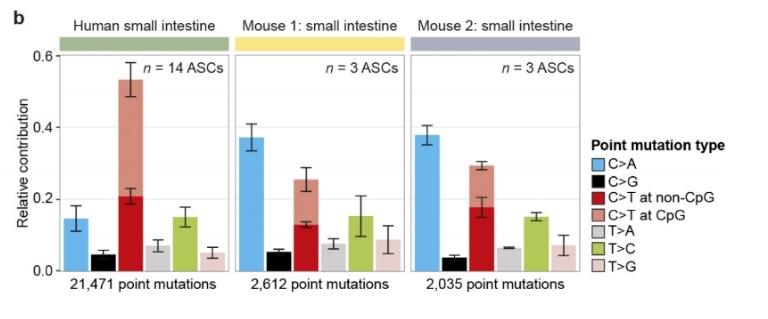 b
Human small intestine
Mouse 1: small intestine
Mouse 2: small intestine
Relative contribution
0.6
0.4
0.2
0.0
n = 14 ASCs
n = 3 ASCs
n = 3 ASCs
21,471 point mutations
2,612 point mutations
2,035 point mutations
Point mutation type
C>A
C>G
C>T at non-CpG
C>T at CpG
T>A
T>C
T>G